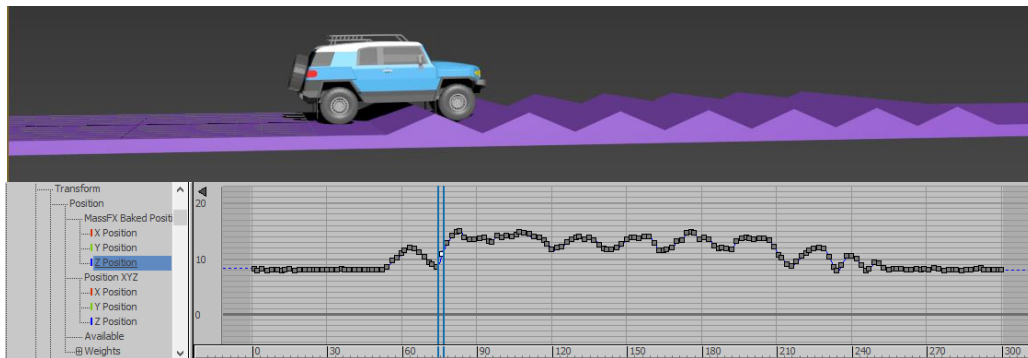 Transform
Position
MassFX Baked Positi
X Position
Y Position
Z Position
Position XYZ
X Position
Y Position
Z Position
Available
Weights
20
10
0
0 30 60 90 120 150 180 210 240 270 300